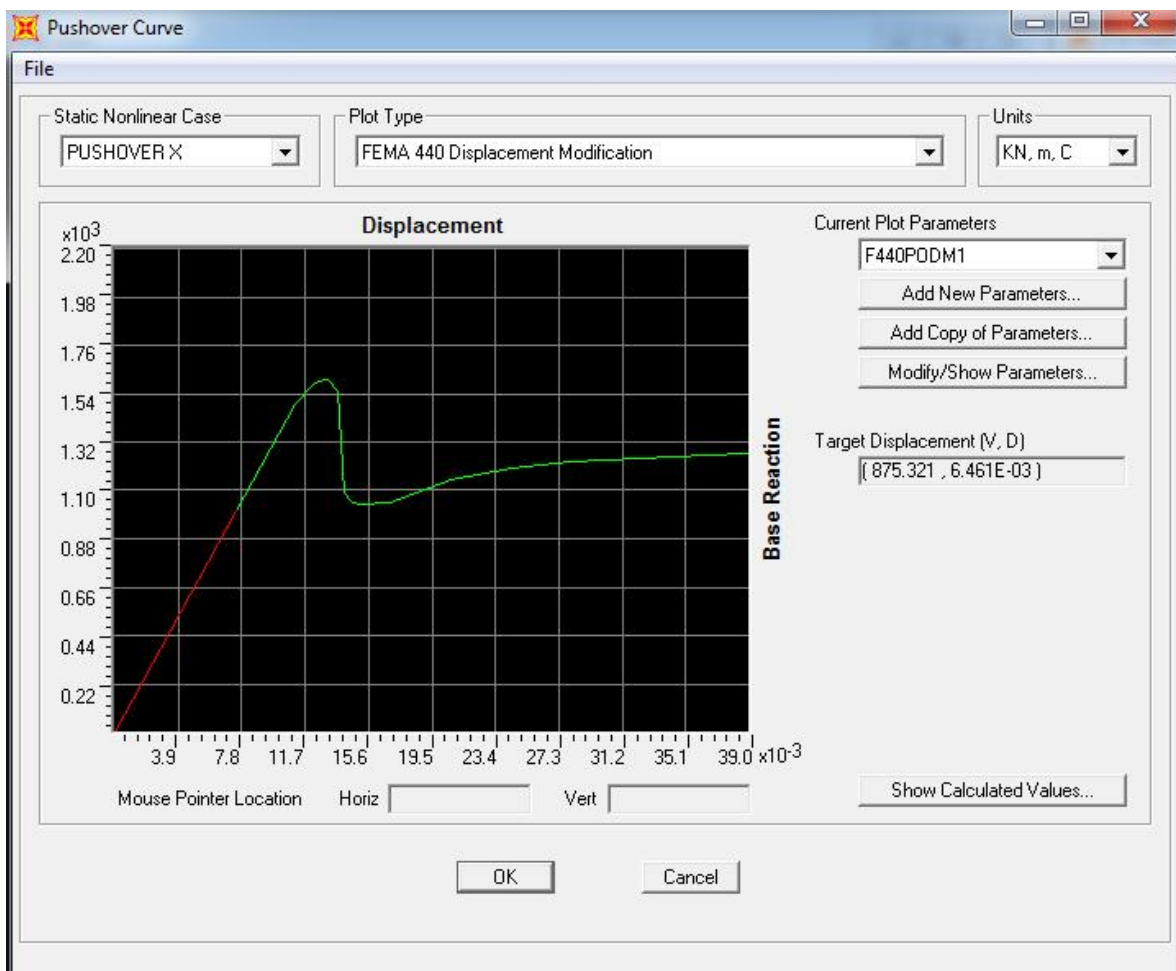 Pushover Curve
File
Static Nonlinear Case
Plot Type
Units
PUSHOVER X
FEMA 440 Displacement Modification
KN, m, C
Displacement
x10³
2.20
1.98
1.76
1.54
1.32
1.10
0.88
0.66
0.44
0.22
3.9 7.8 11.7 15.6 19.5 23.4 27.3 31.2 35.1 39.0 x10⁻³
Base Reaction
Mouse Pointer Location Horiz Vert
Current Plot Parameters
F440PODM1
Add New Parameters...
Add Copy of Parameters...
Modify/Show Parameters...
Target Displacement (V, D)
( 875.321 , 6.461E-03 )
Show Calculated Values...
OK
Cancel